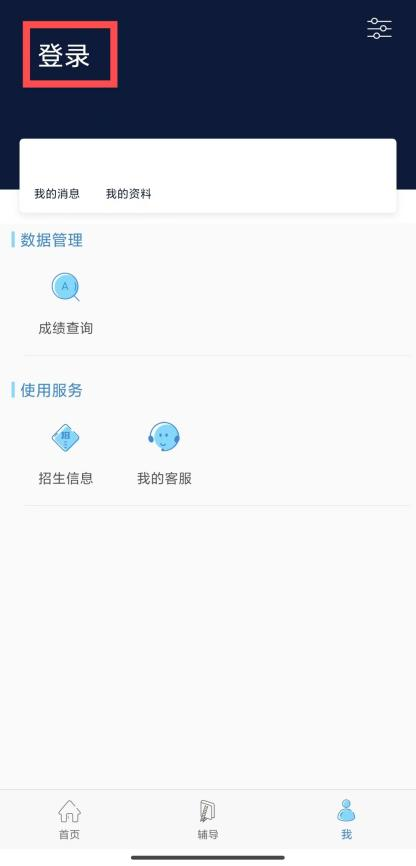 登录
我的消息 我的资料
数据管理
A
成绩查询
使用服务
招
招生信息 我的客服
首页 辅导 我